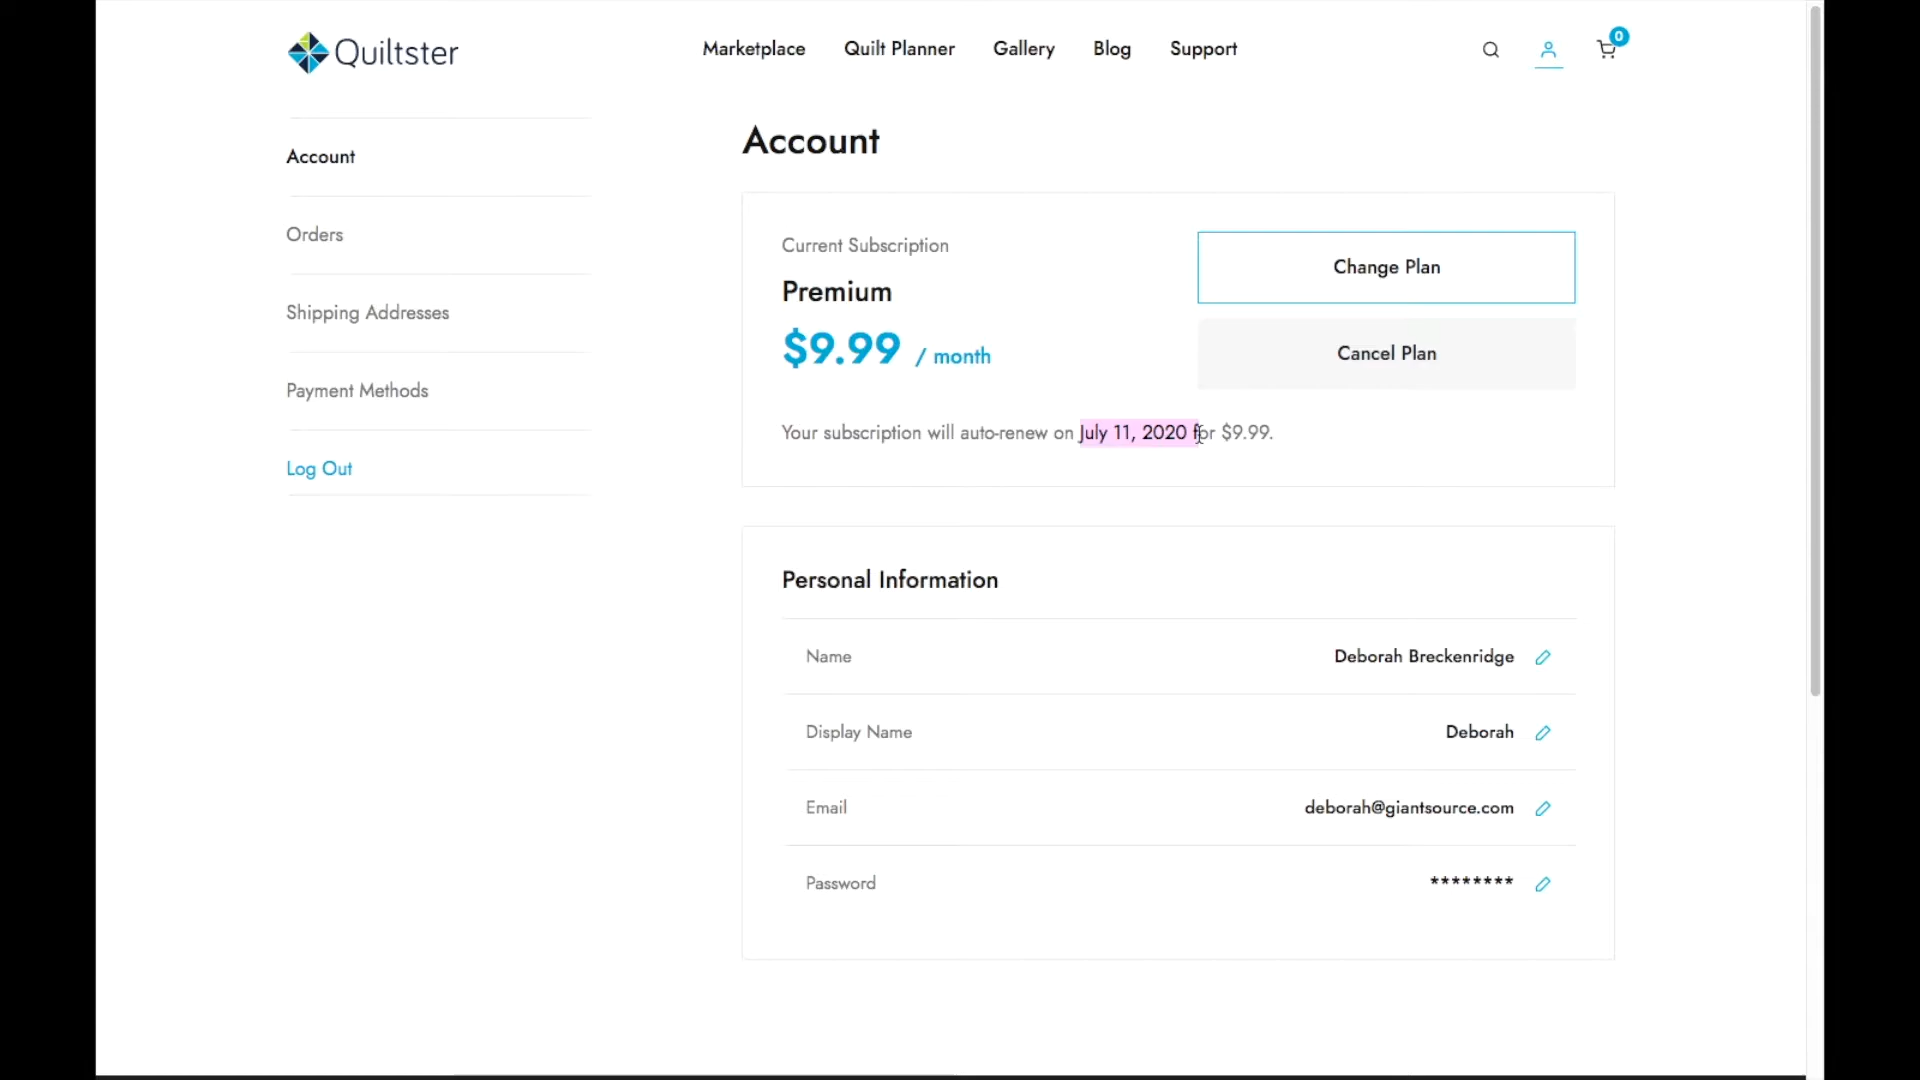 Quiltster
Marketplace
Quilt Planner
Gallery
Blog
Support
0
Account
Orders
Shipping Addresses
Payment Methods
Log Out
Account
Current Subscription
Premium
$9.99 / month
Change Plan
Cancel Plan
Your subscription will auto-renew on July 11, 2020 for $9.99.
Personal Information
Name
Deborah Breckenridge
Display Name
Deborah
Email
deborah@giantsource.com
Password
********